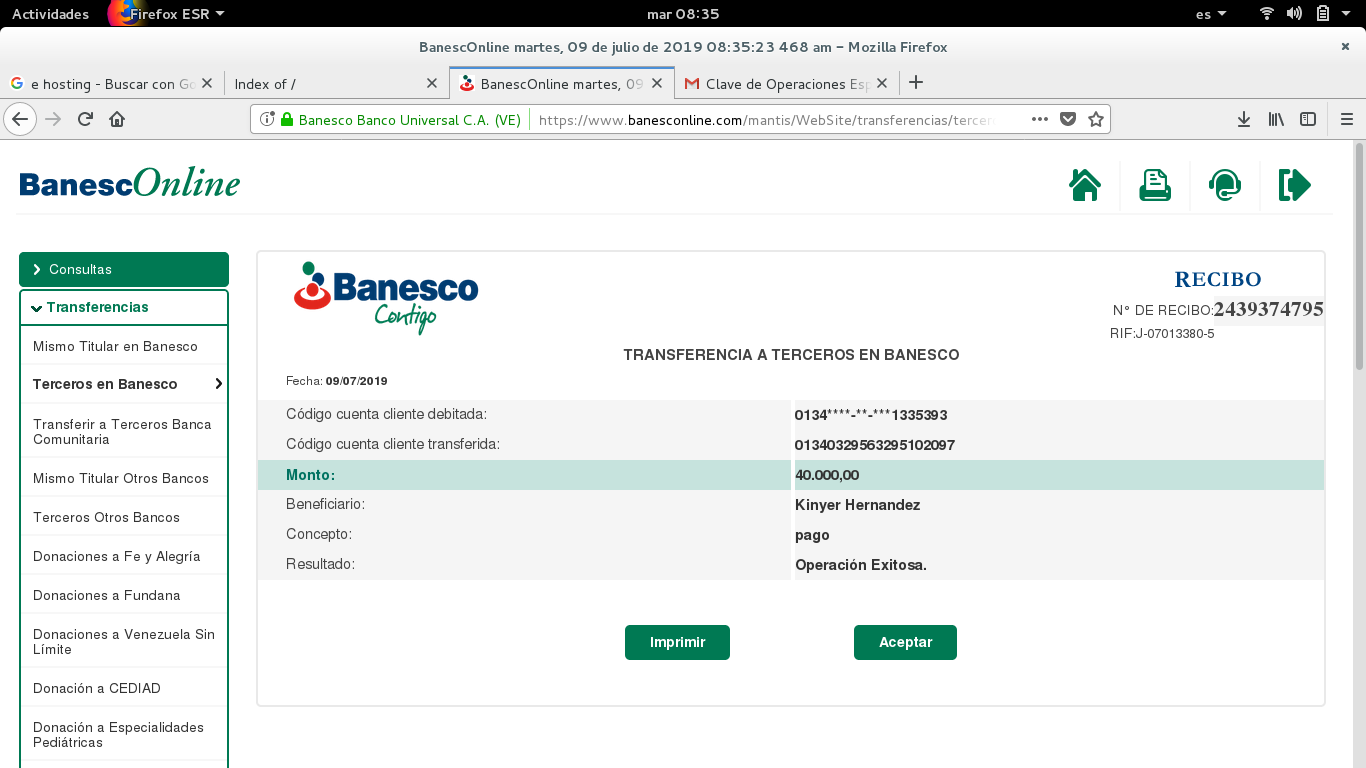 Actividades Firefox ESR mar 08:35 es
BanescOnline martes, 09 de julio de 2019 08:35:23 468 am – Mozilla Firefox
e hosting - Buscar con Go Index of / BanescOnline martes, 09 Clave de Operaciones Esp
Banesco Banco Universal C.A. (VE) https://www.banesconline.com/mantis/WebSite/transferencias/tercer
BanescOnline
Consultas
Transferencias
Mismo Titular en Banesco
Terceros en Banesco
Transferir a Terceros Banca
Comunitaria
Mismo Titular Otros Bancos
Terceros Otros Bancos
Donaciones a Fe y Alegría
Donaciones a Fundana
Donaciones a Venezuela Sin
Límite
Donación a CEDIAD
Donación a Especialidades
Pediátricas
Banesco
Contigo
RECIBO
N° DE RECIBO:2439374795
RIF:J-07013380-5
TRANSFERENCIA A TERCEROS EN BANESCO
Fecha: 09/07/2019
Código cuenta cliente debitada: 0134****-**-***1335393
Código cuenta cliente transferida: 01340329563295102097
Monto: 40.000,00
Beneficiario: Kinyer Hernandez
Concepto: pago
Resultado: Operación Exitosa.
Imprimir Aceptar